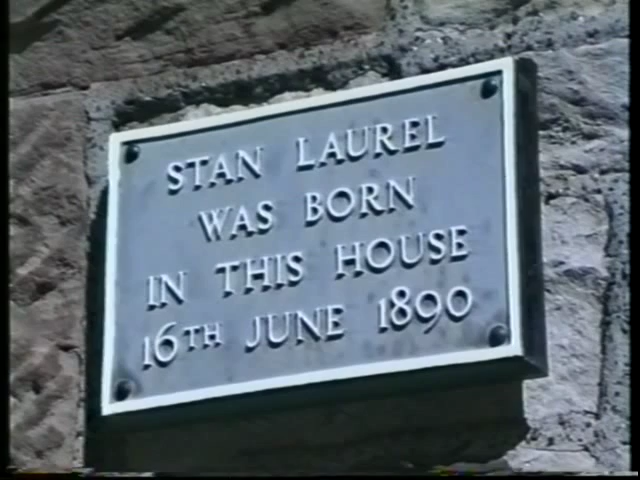 STAN LAUREL
WAS BORN
IN THIS HOUSE
16TH JUNE 1890